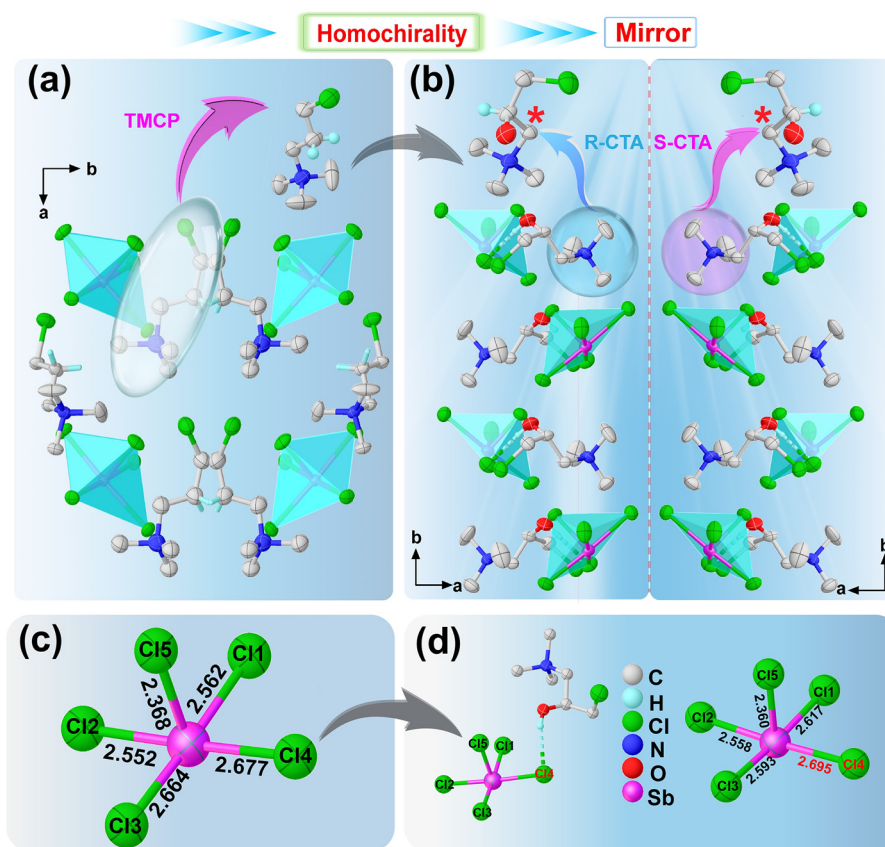 Homochirality
Mirror
(a)
TMCP
b
a
(b)
*
*
R-CTA
S-CTA
b
a
b
a
(c)
Cl5
Cl1
2.368
2.562
Cl2
2.552
Cl4
2.677
2.664
Cl3
(d)
Cl5
Cl1
Cl2
Cl4
Cl3
C
H
Cl
N
O
Sb
Cl5
Cl1
Cl2
2.360
2.617
2.558
Cl4
2.695
2.593
Cl3